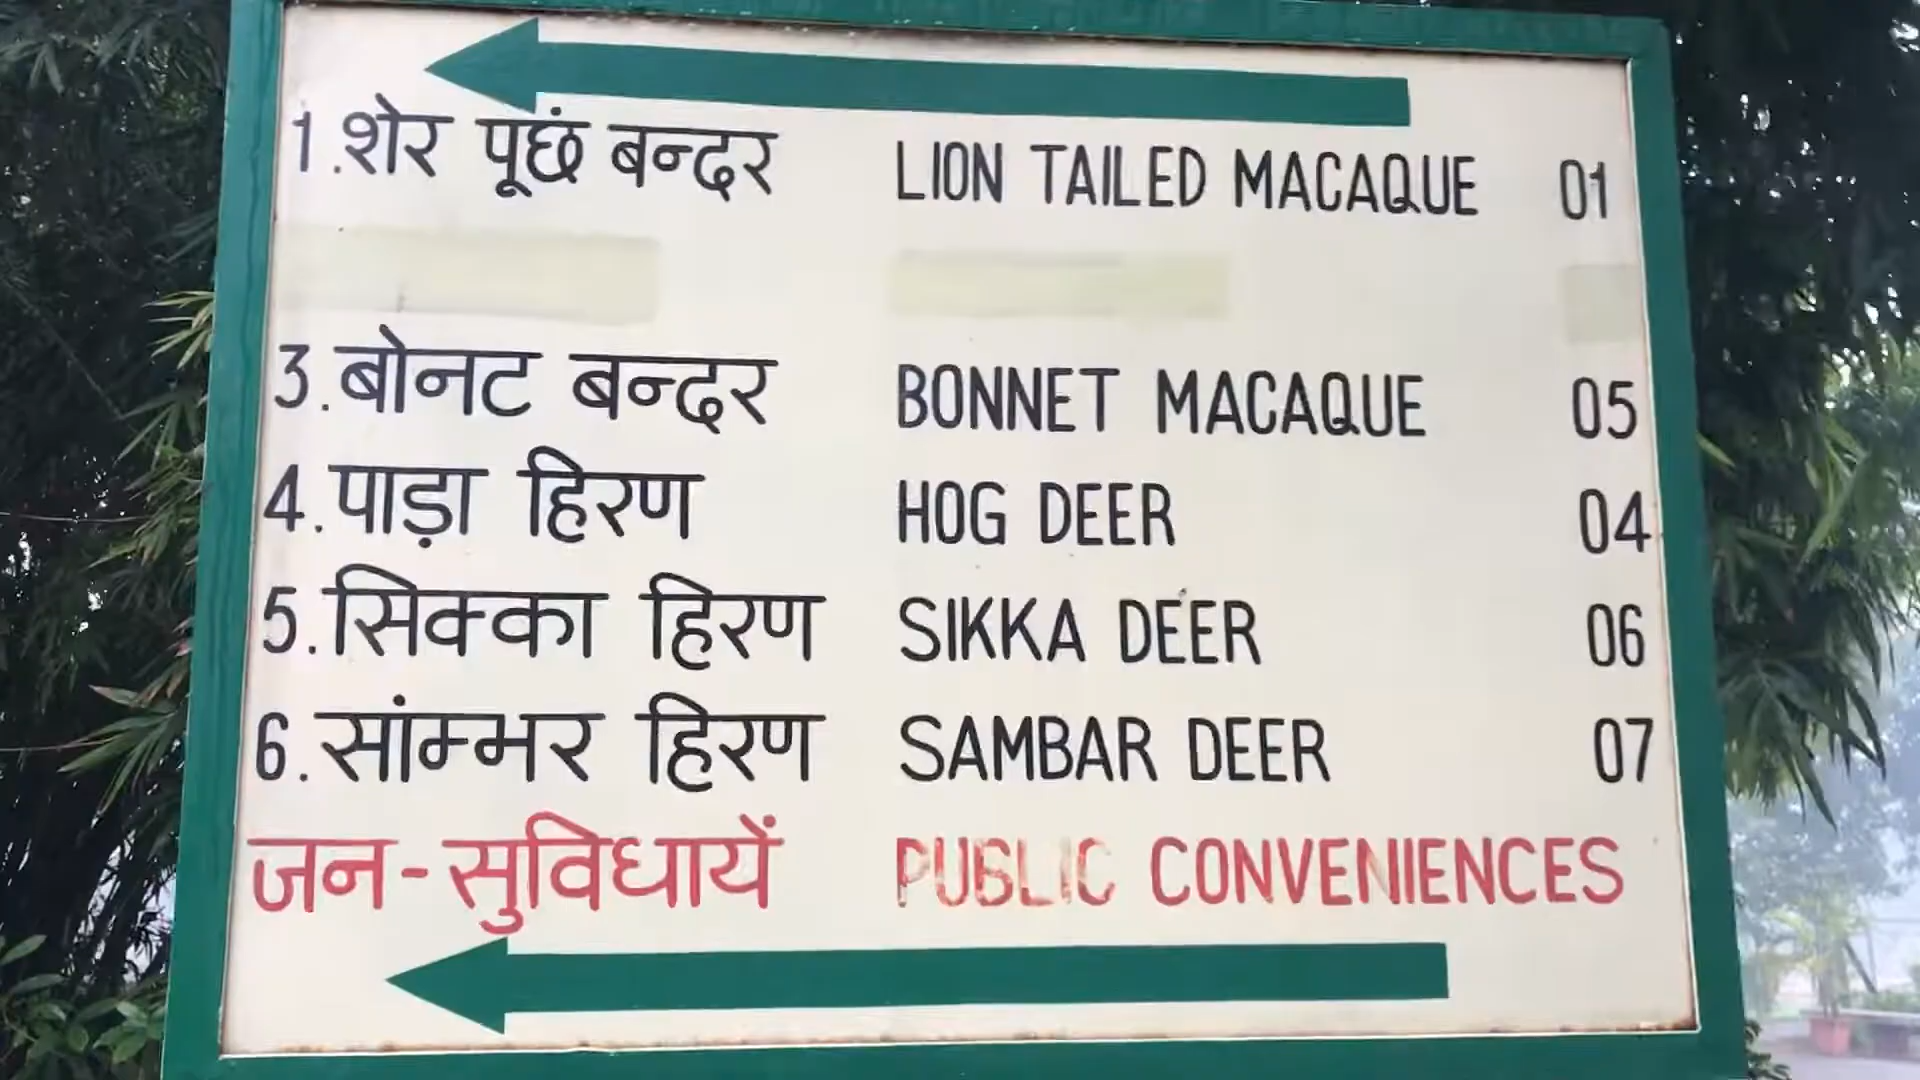 1.शेर पूछं बन्दर LION TAILED MACAQUE 01
3.बोनट बन्दर BONNET MACAQUE 05
4.पाड़ा हिरण HOG DEER 04
5.सिक्का हिरण SIKKA DEER 06
6.सांम्भर हिरण SAMBAR DEER 07
जन-सुविधायें PUBLIC CONVENIENCES